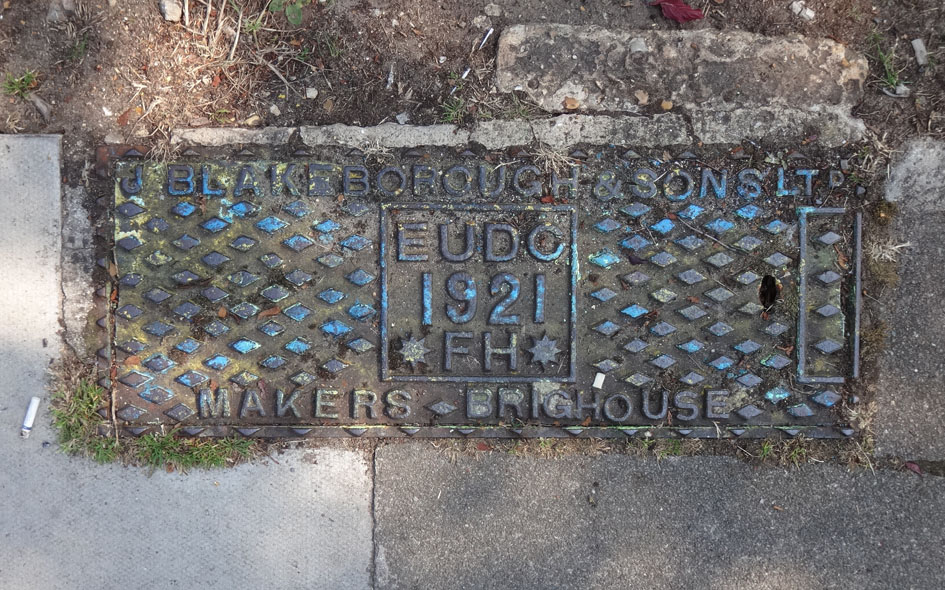 J BLAKEBOROUGH & SONS LTD.
EUDC
1921
FH
MAKERS BRIGHOUSE